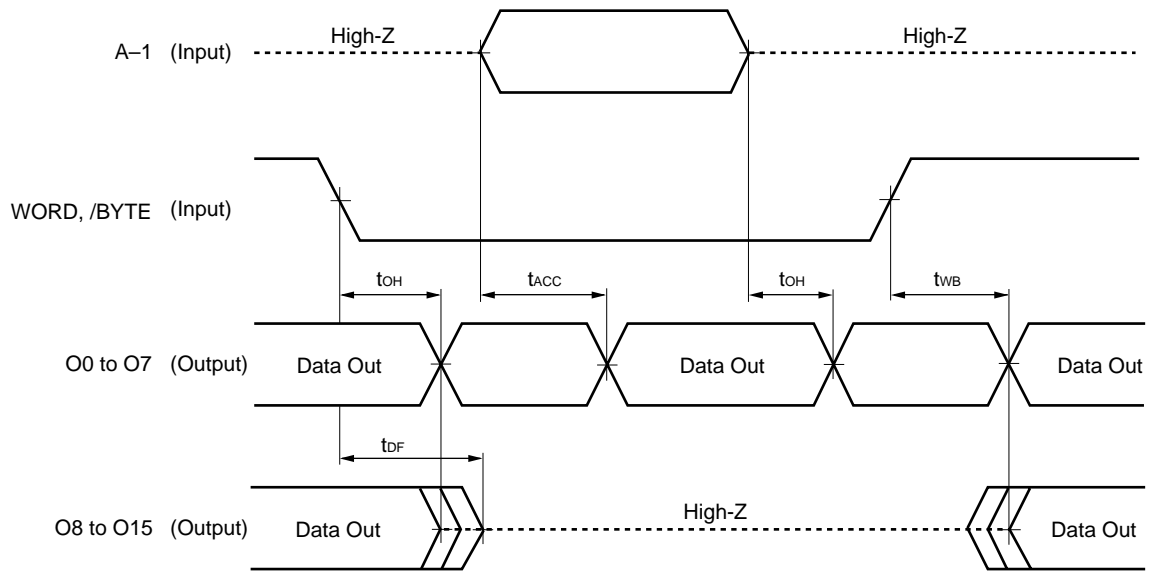 High-Z
High-Z
A–1 (Input)
WORD, /BYTE (Input)
tOH
tACC
tOH
tWB
O0 to O7 (Output)
Data Out
Data Out
Data Out
tDF
High-Z
O8 to O15 (Output)
Data Out
Data Out